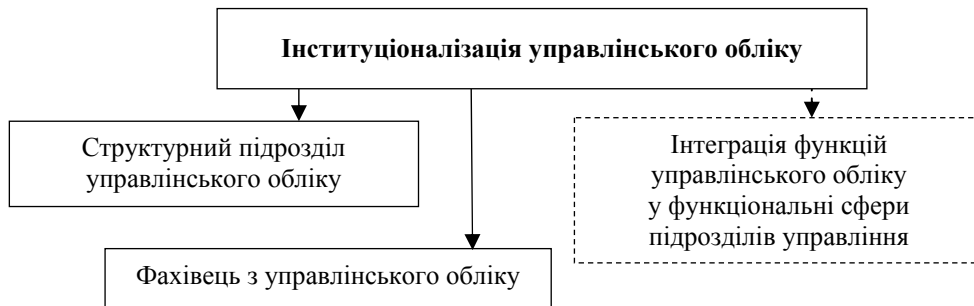 Інституціоналізація управлінського обліку
Структурний підрозділ
управлінського обліку
Інтеграція функцій
управлінського обліку
у функціональні сфери
підрозділів управління
Фахівець з управлінського обліку